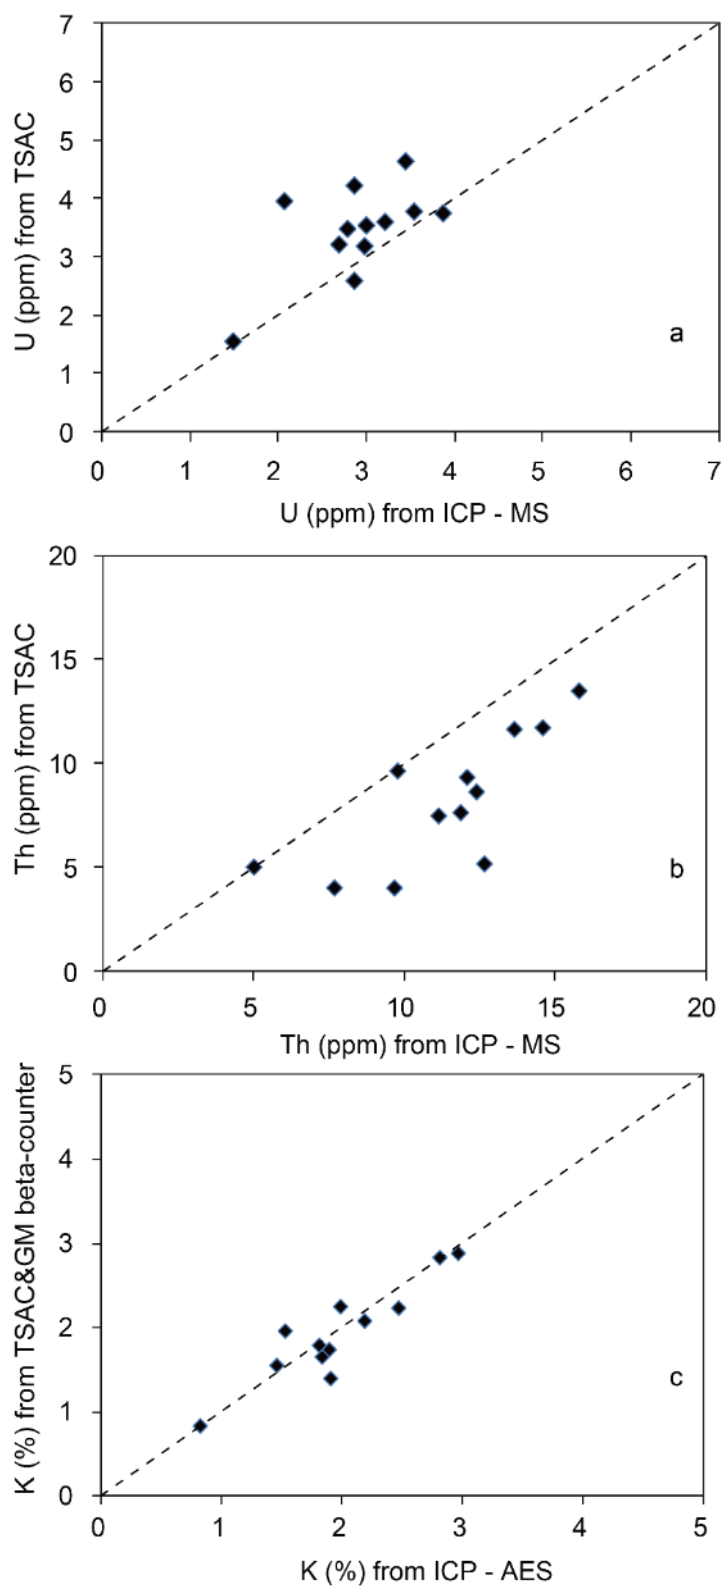 7
6
5
4
3
2
1
0
U (ppm) from TSAC
a
0 1 2 3 4 5 6 7
U (ppm) from ICP - MS
20
15
10
5
0
Th (ppm) from TSAC
b
0 5 10 15 20
Th (ppm) from ICP - MS
5
4
3
2
1
0
K (%) from TSAC&GM beta-counter
c
0 1 2 3 4 5
K (%) from ICP - AES